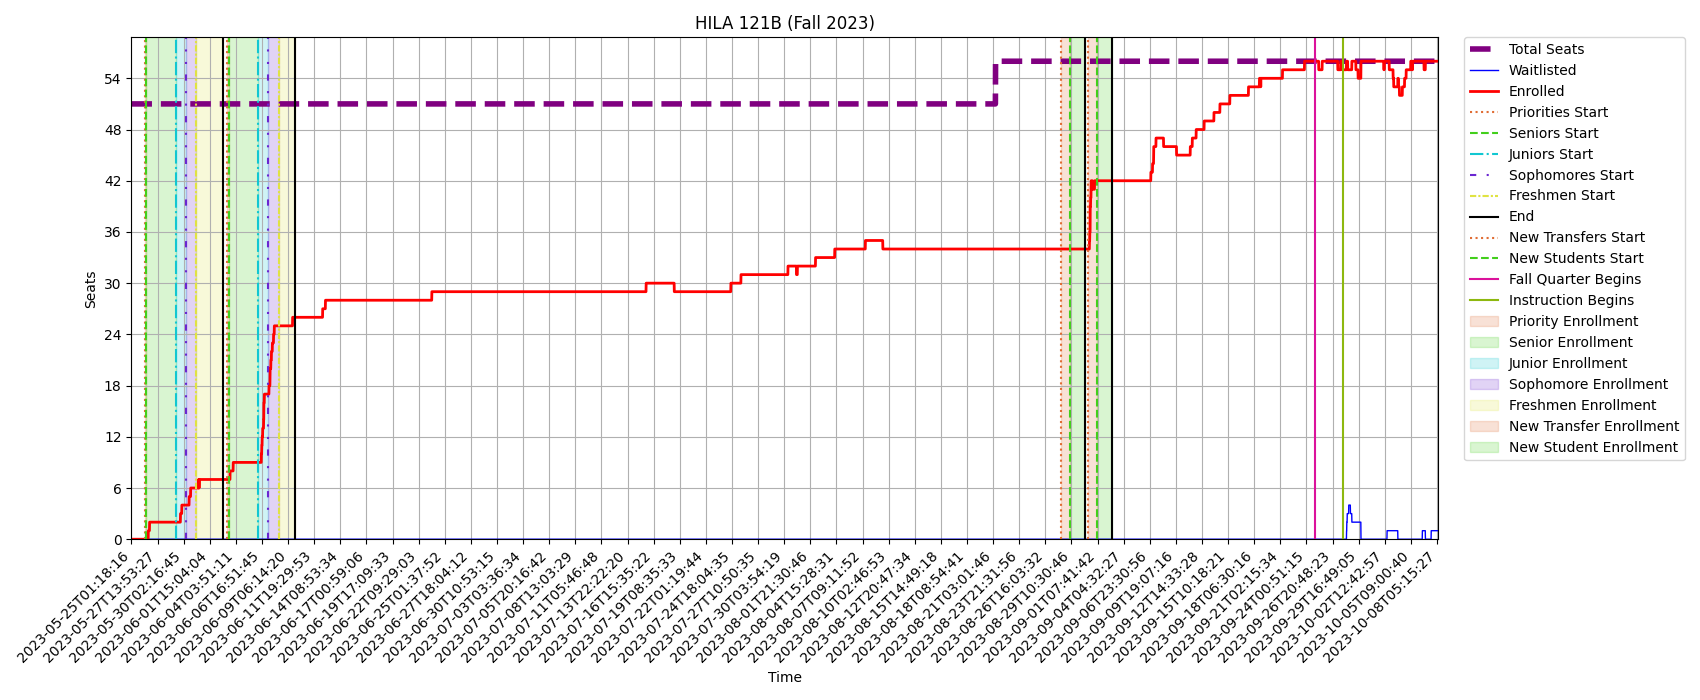 HILA 121B (Fall 2023)
Seats
54
48
42
36
30
24
18
12
6
0
2023-05-25T01:18:16
2023-05-27T13:53:27
2023-05-30T02:16:45
2023-06-01T15:04:04
2023-06-04T03:51:11
2023-06-06T16:51:45
2023-06-09T06:14:20
2023-06-11T19:29:53
2023-06-14T08:53:34
2023-06-17T00:59:06
2023-06-19T17:09:33
2023-06-22T09:29:03
2023-06-25T01:37:52
2023-06-27T18:04:12
2023-06-30T10:53:15
2023-07-03T03:36:34
2023-07-05T20:16:42
2023-07-08T13:03:29
2023-07-11T05:46:48
2023-07-13T22:22:20
2023-07-16T15:35:22
2023-07-19T08:35:33
2023-07-22T01:19:44
2023-07-24T18:04:35
2023-07-27T10:50:35
2023-07-30T03:54:19
2023-08-01T21:30:46
2023-08-04T15:28:31
2023-08-07T09:11:52
2023-08-10T02:46:53
2023-08-12T20:47:34
2023-08-15T14:49:18
2023-08-18T08:54:41
2023-08-21T03:01:46
2023-08-23T21:31:56
2023-08-26T16:03:32
2023-08-29T10:30:46
2023-09-01T07:41:42
2023-09-04T04:32:27
2023-09-06T23:30:56
2023-09-09T19:07:16
2023-09-12T14:33:28
2023-09-15T10:18:21
2023-09-18T06:30:16
2023-09-21T02:15:34
2023-09-24T00:51:15
2023-09-26T20:48:23
2023-09-29T16:49:05
2023-10-02T12:42:57
2023-10-05T09:00:40
2023-10-08T05:15:27
Time
Total Seats
Waitlisted
Enrolled
Priorities Start
Seniors Start
Juniors Start
Sophomores Start
Freshmen Start
End
New Transfers Start
New Students Start
Fall Quarter Begins
Instruction Begins
Priority Enrollment
Senior Enrollment
Junior Enrollment
Sophomore Enrollment
Freshmen Enrollment
New Transfer Enrollment
New Student Enrollment